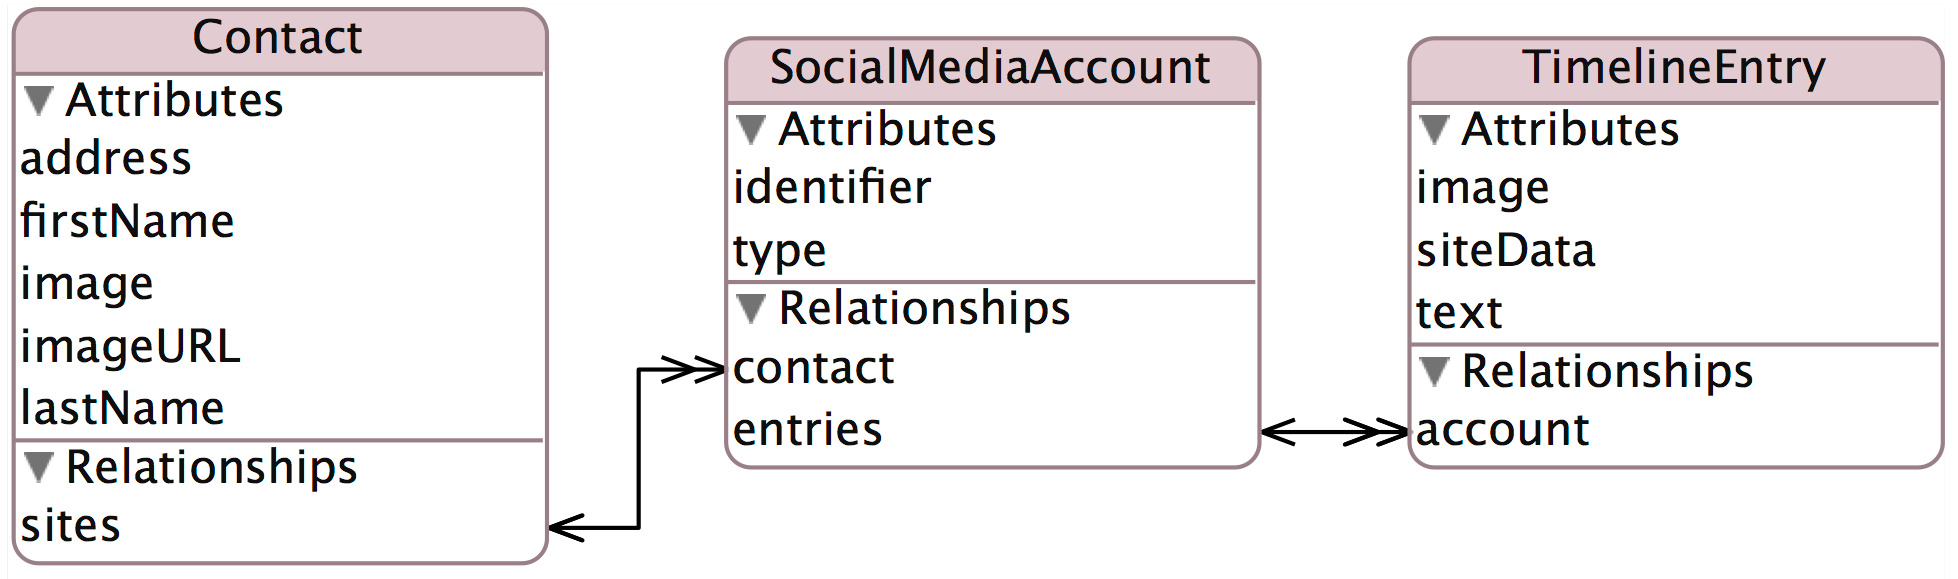 Contact
▼ Attributes
address
firstName
image
imageURL
lastName
▼ Relationships
sites
SocialMediaAccount
▼ Attributes
identifier
type
▼ Relationships
contact
entries
TimelineEntry
▼ Attributes
image
siteData
text
▼ Relationships
account